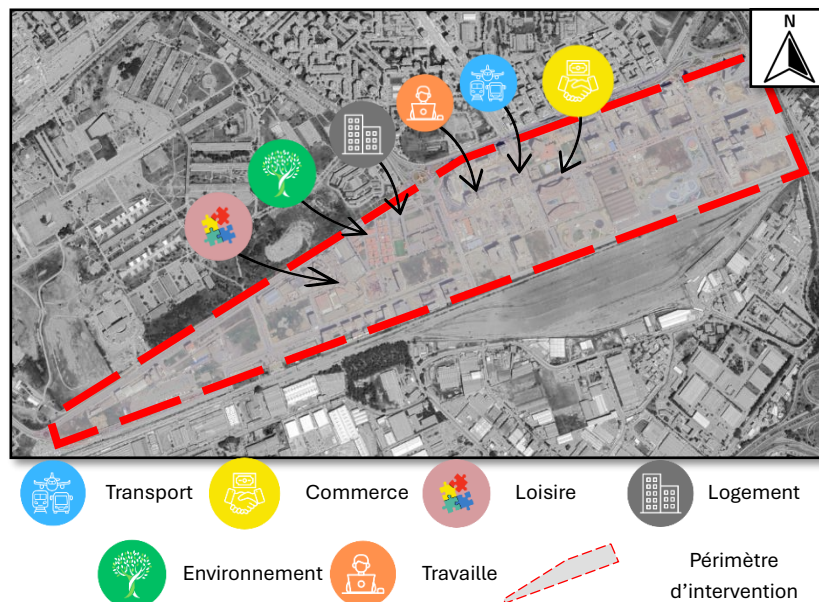 N
Transport
Commerce
Loisire
Logement
Environnement
Travaille
Périmètre
d'intervention